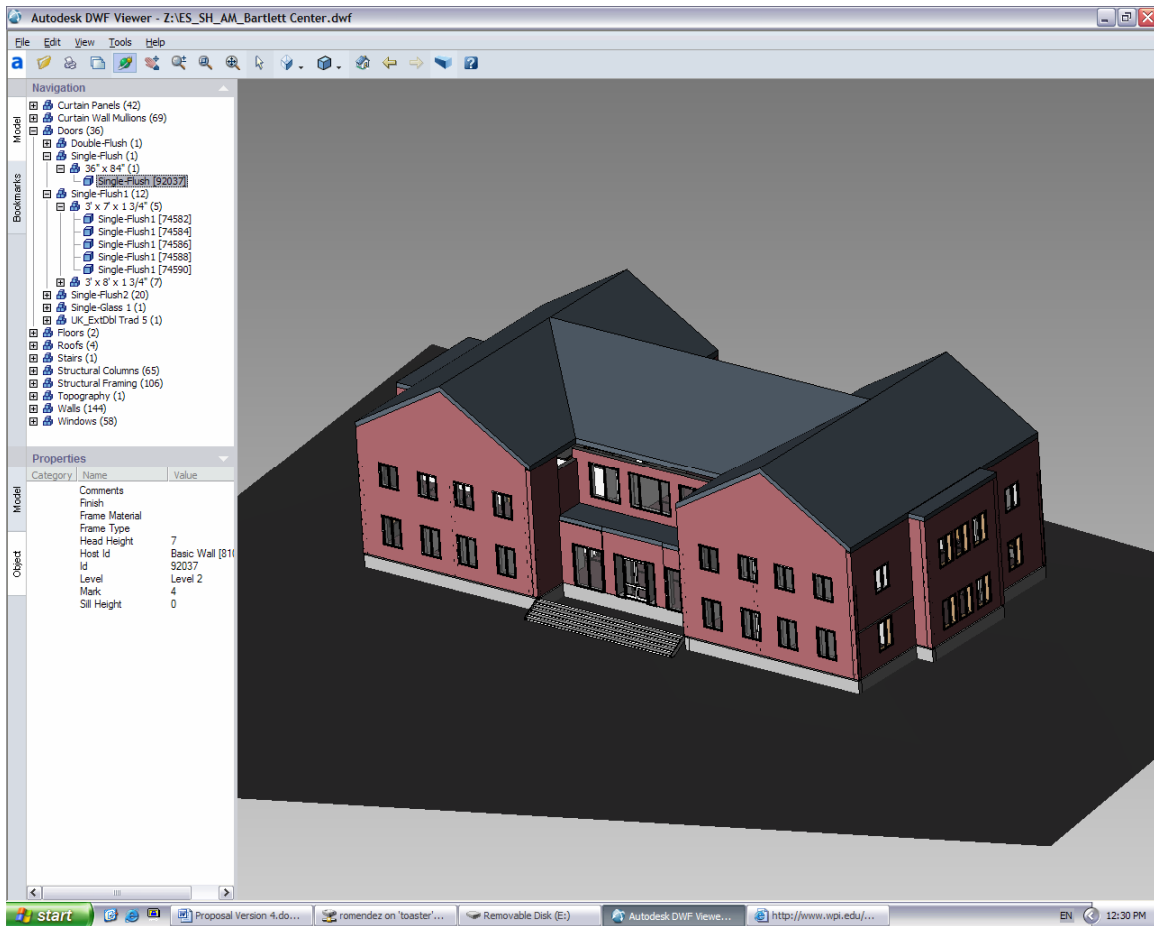 Autodesk DWF Viewer - Z:\ES_SH_AM_Bartlett Center.dwf
File Edit View Tools Help
a
Navigation
Model
Bookmarks
Curtain Panels (42)
Curtain Wall Mullions (69)
Doors (36)
Double-Flush (1)
Single-Flush (1)
36" x 84" (1)
Single-Flush [92037]
Single-Flush1 (12)
3' x 7' x 1 3/4" (5)
Single-Flush1 [74582]
Single-Flush1 [74584]
Single-Flush1 [74586]
Single-Flush1 [74588]
Single-Flush1 [74590]
3' x 8' x 1 3/4" (7)
Single-Flush2 (20)
Single-Glass 1 (1)
UK_ExtDbl Trad 5 (1)
Floors (2)
Roofs (4)
Stairs (1)
Structural Columns (65)
Structural Framing (106)
Topography (1)
Walls (144)
Windows (58)
Properties
Model
Object
Category Name Value
Comments
Finish
Frame Material
Frame Type
Head Height 7
Host Id Basic Wall [810
Id 92037
Level Level 2
Mark 4
Sill Height 0
start Proposal Version 4.do... romendez on 'toaster'... Removable Disk (E:) Autodesk DWF Viewe... http://www.wpi.edu/... EN 12:30 PM